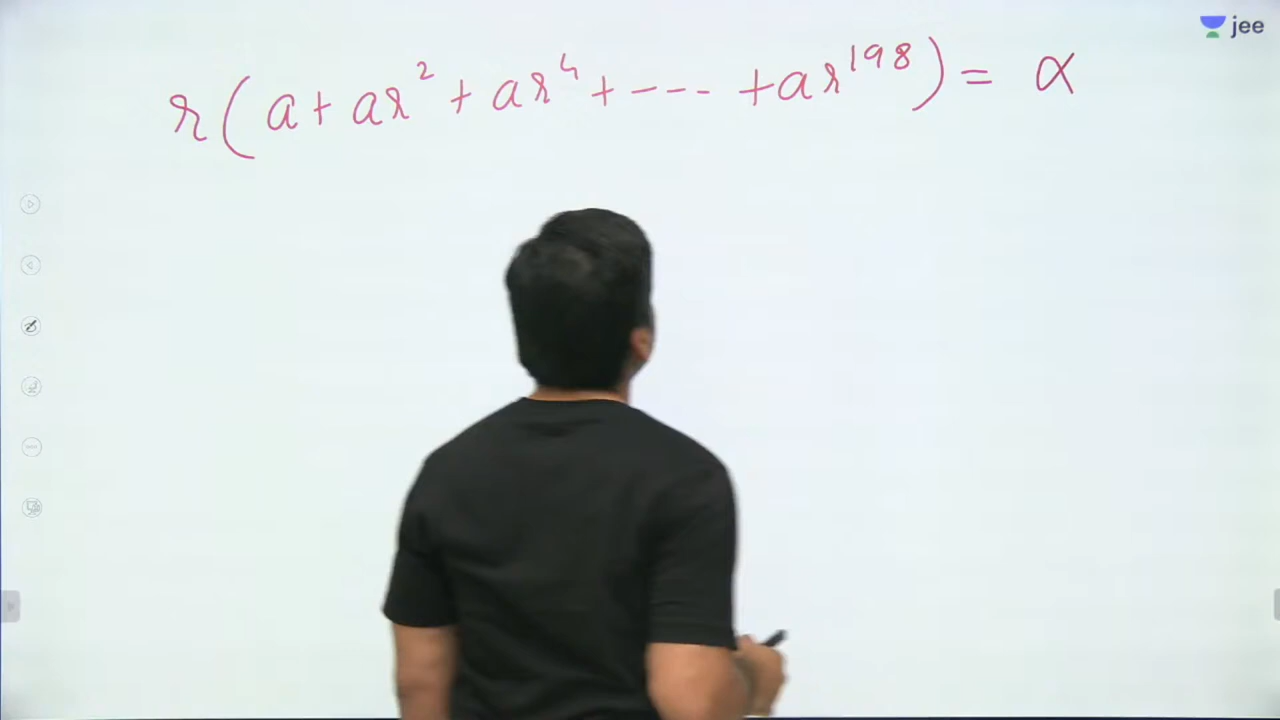 r(a + ar² + ar⁴ + --- + ar¹⁹⁸) = α
jee